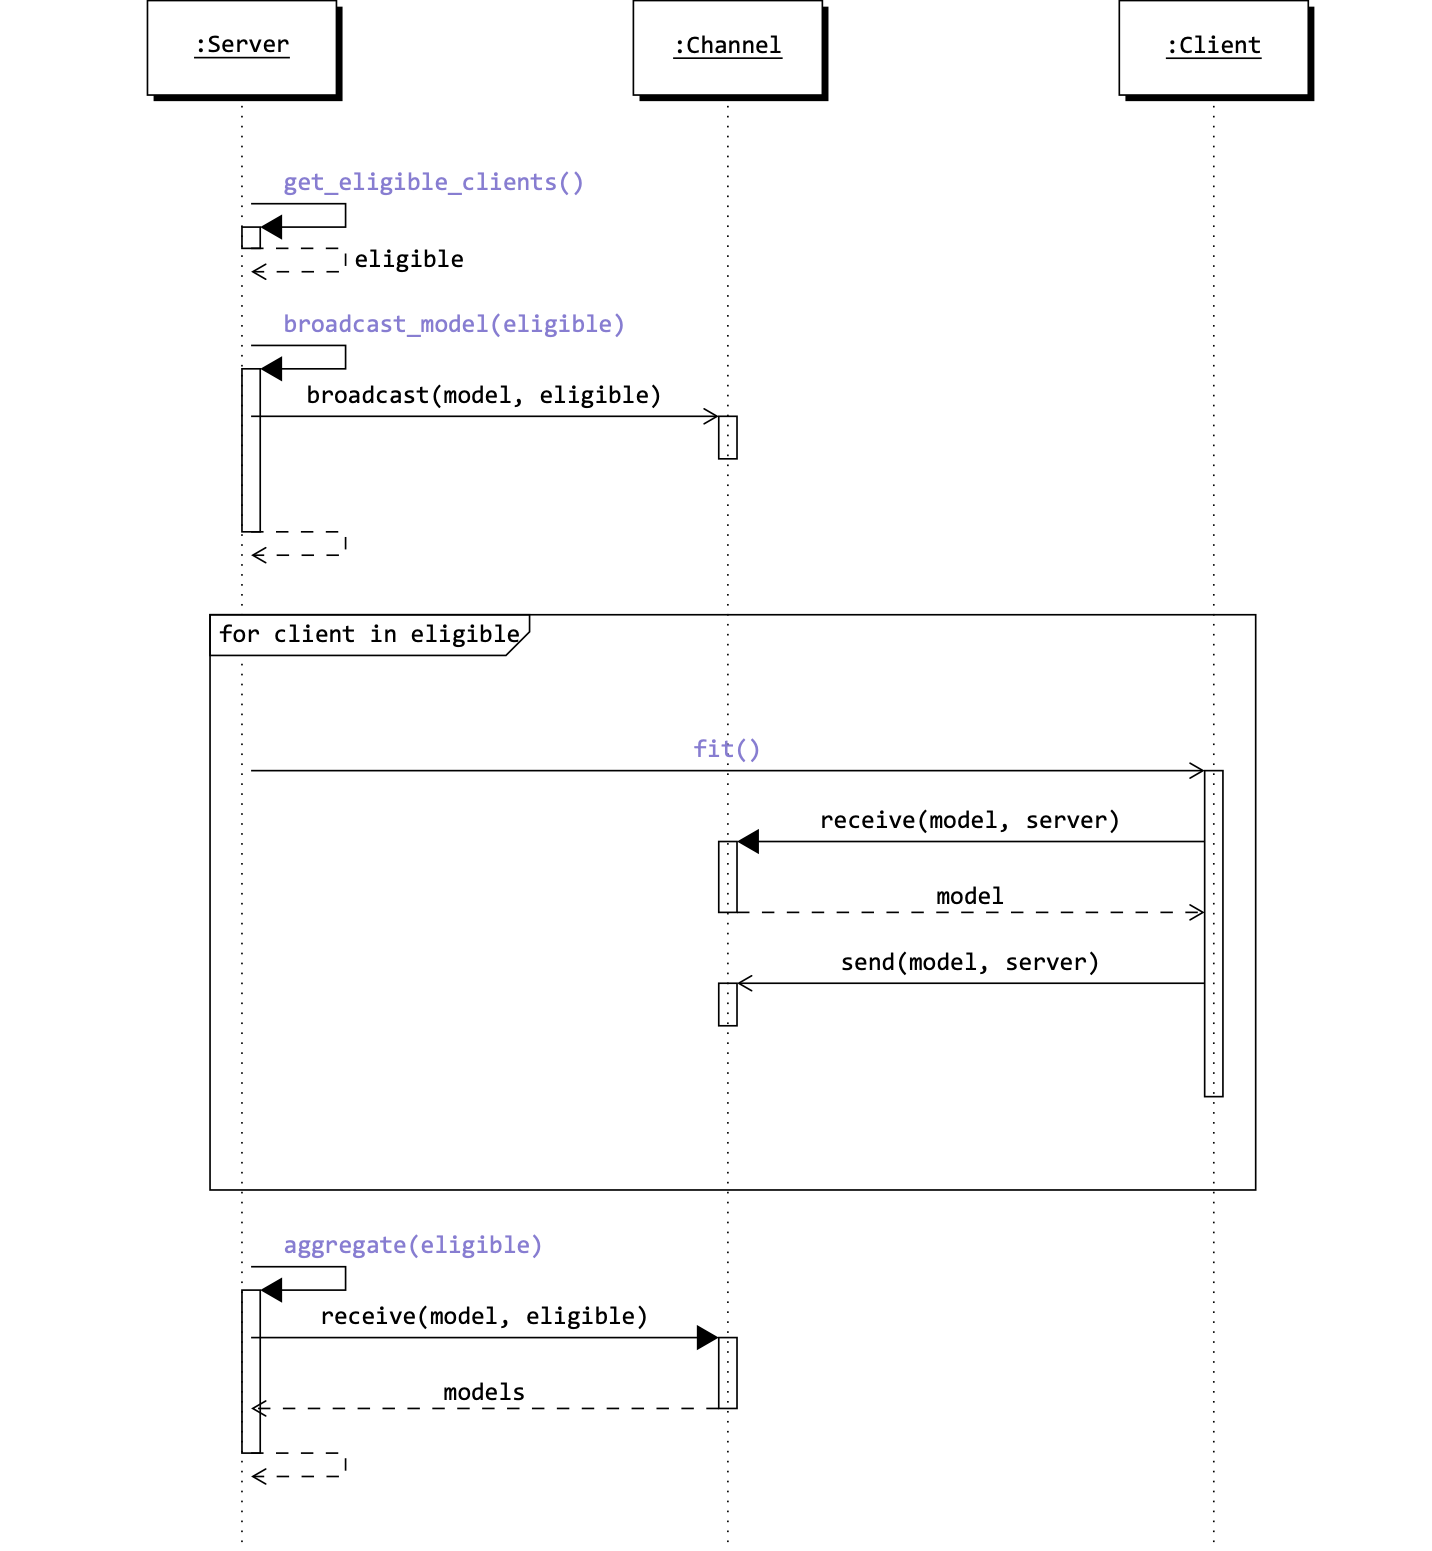 :Server
:Channel
:Client
get_eligible_clients()
eligible
broadcast_model(eligible)
broadcast(model, eligible)
for client in eligible
fit()
receive(model, server)
model
send(model, server)
aggregate(eligible)
receive(model, eligible)
models